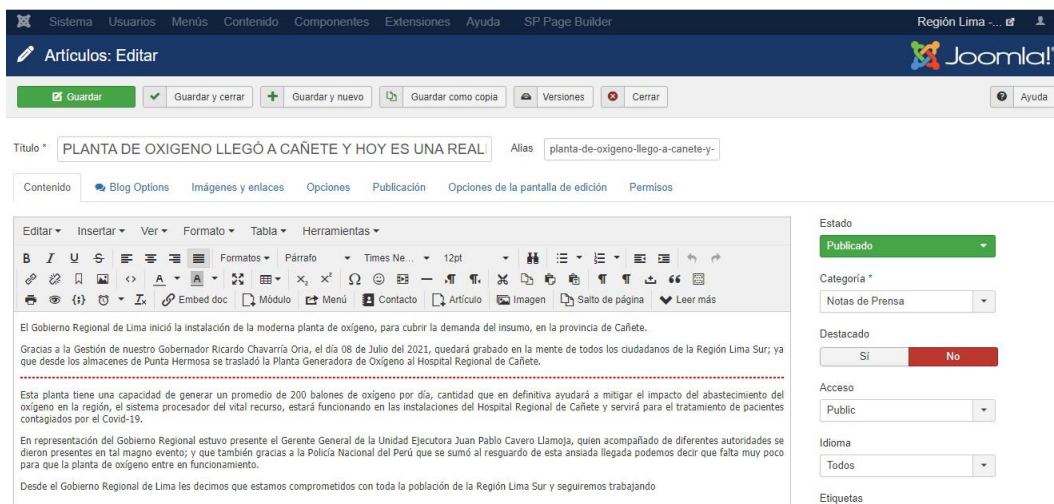 Sistema Usuarios Menús Contenido Componentes Extensiones Ayuda SP Page Builder Región Lima -...
Artículos: Editar Joomla!
Guardar Guardar y cerrar Guardar y nuevo Guardar como copia Versiones Cerrar Ayuda
Título * PLANTA DE OXIGENO LLEGÓ A CAÑETE Y HOY ES UNA REALI Alias planta-de-oxigeno-llego-a-canete-y-
Contenido Blog Options Imágenes y enlaces Opciones Publicación Opciones de la pantalla de edición Permisos
Estado
Publicado
Categoría *
Notas de Prensa
Destacado
Sí No
Acceso
Public
Idioma
Todos
Etiquetas
Editar Insertar Ver Formato Tabla Herramientas
B I U S Formatos Párrafo Times Ne... 12pt
Embed doc Módulo Menú Contacto Artículo Imagen Salto de página Leer más
El Gobierno Regional de Lima inició la instalación de la moderna planta de oxígeno, para cubrir la demanda del insumo, en la provincia de Cañete.
Gracias a la Gestión de nuestro Gobernador Ricardo Chavarría Oria, el día 08 de Julio del 2021, quedará grabado en la mente de todos los ciudadanos de la Región Lima Sur; ya
que desde los almacenes de Punta Hermosa se trasladó la Planta Generadora de Oxígeno al Hospital Regional de Cañete.
Esta planta tiene una capacidad de generar un promedio de 200 balones de oxígeno por día, cantidad que en definitiva ayudará a mitigar el impacto del abastecimiento del
oxígeno en la región, el sistema procesador del vital recurso, estará funcionando en las instalaciones del Hospital Regional de Cañete y servirá para el tratamiento de pacientes
contagiados por el Covid-19.
En representación del Gobierno Regional estuvo presente el Gerente General de la Unidad Ejecutora Juan Pablo Cavero Llamoja, quien acompañado de diferentes autoridades se
dieron presentes en tal magno evento; y que también gracias a la Policía Nacional del Perú que se sumó al resguardo de esta ansiada llegada podemos decir que falta muy poco
para que la planta de oxígeno entre en funcionamiento.
Desde el Gobierno Regional de Lima les decimos que estamos comprometidos con toda la población de la Región Lima Sur y seguiremos trabajando